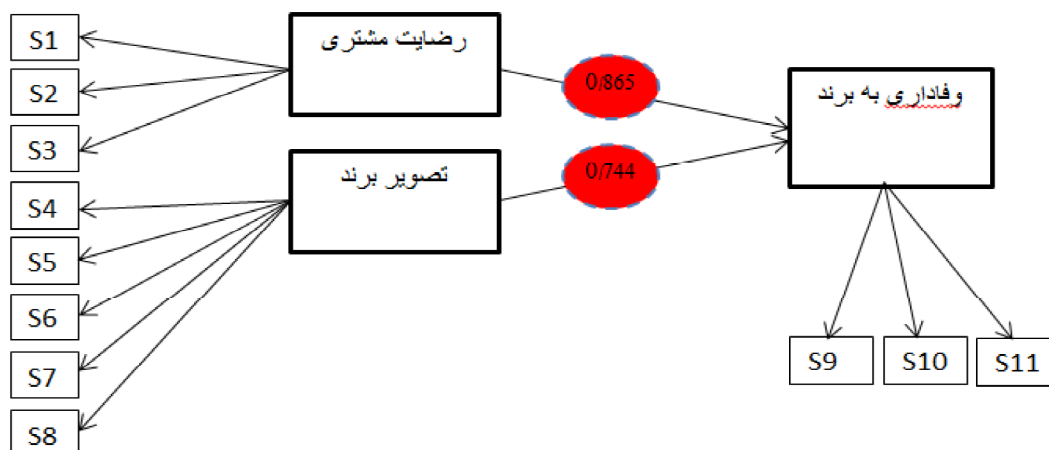 S1
S2
S3
S4
S5
S6
S7
S8
رضایت مشتری
تصویر برند
0/865
0/744
وفاداری به برند
S9
S10
S11